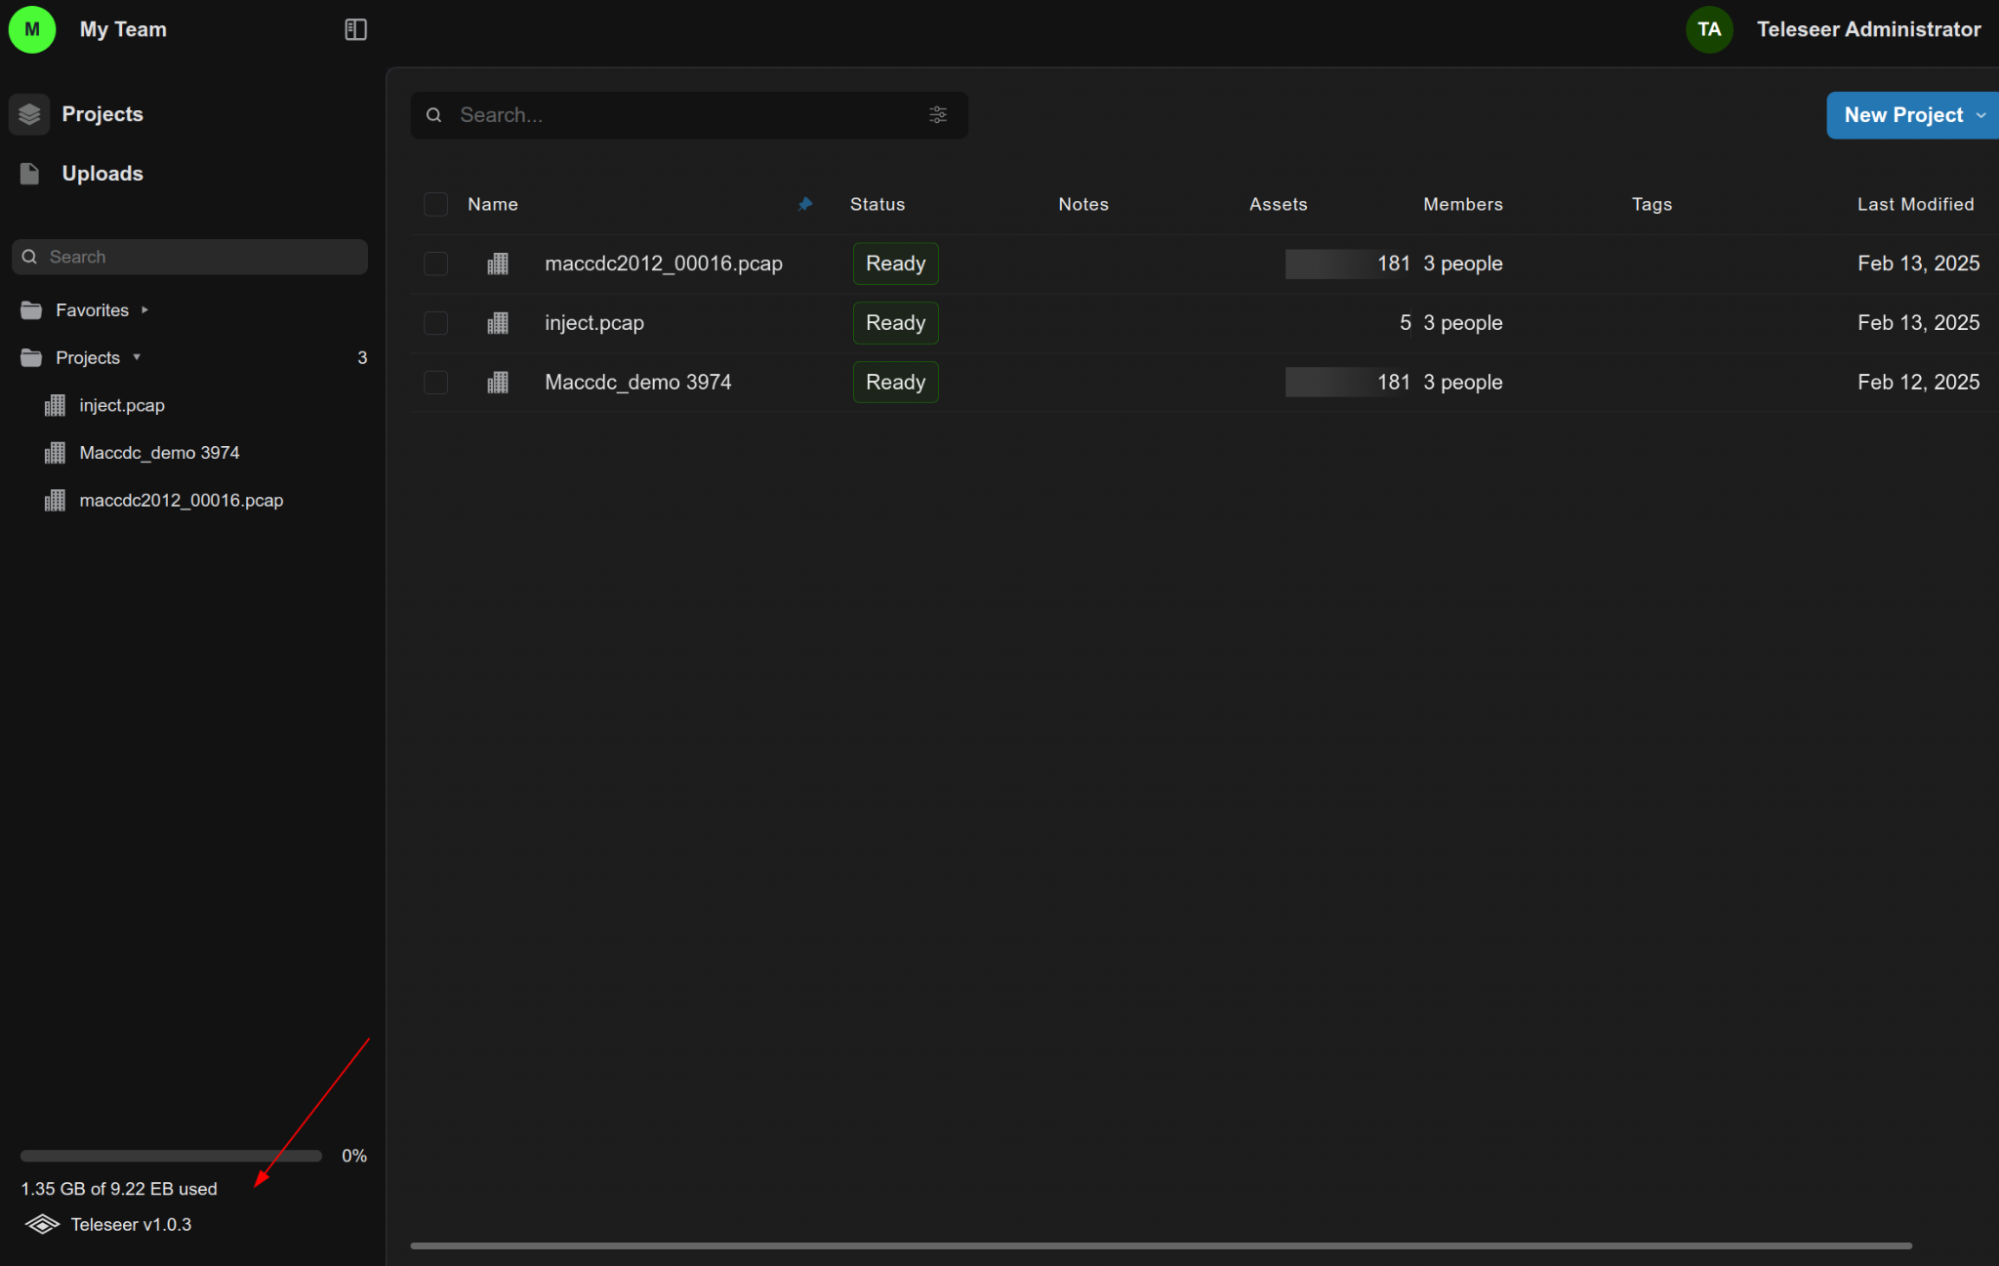 M My Team
TA Teleseer Administrator
Projects
Uploads
Search
Favorites
Projects 3
inject.pcap
Maccdc_demo 3974
maccdc2012_00016.pcap
0%
1.35 GB of 9.22 EB used
Teleseer v1.0.3
Search...
New Project
Name Status Notes Assets Members Tags Last Modified
maccdc2012_00016.pcap Ready 181 3 people Feb 13, 2025
inject.pcap Ready 5 3 people Feb 13, 2025
Maccdc_demo 3974 Ready 181 3 people Feb 12, 2025